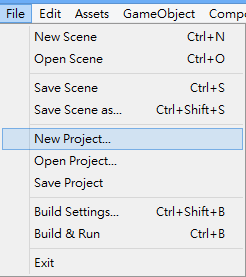 File Edit Assets GameObject Compo
New Scene Ctrl+N
Open Scene Ctrl+O
Save Scene Ctrl+S
Save Scene as... Ctrl+Shift+S
New Project...
Open Project...
Save Project
Build Settings... Ctrl+Shift+B
Build & Run Ctrl+B
Exit